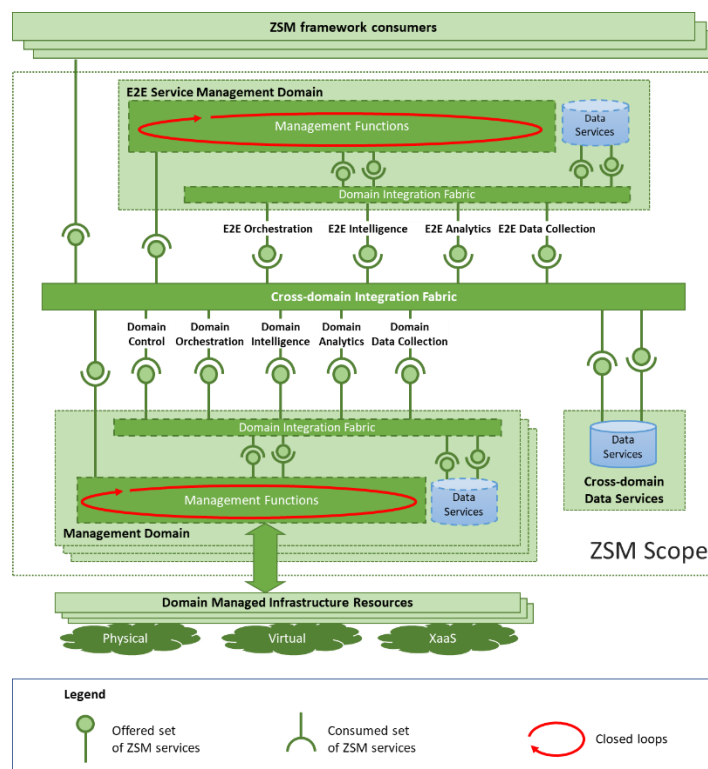 ZSM framework consumers
E2E Service Management Domain
Management Functions
Data
Services
Domain Integration Fabric
E2E Orchestration
E2E Intelligence
E2E Analytics
E2E Data Collection
Cross-domain Integration Fabric
Domain
Control
Domain
Orchestration
Domain
Intelligence
Domain
Analytics
Domain
Data Collection
Domain Integration Fabric
Data
Services
Cross-domain
Data Services
Management Functions
Data
Services
Management Domain
ZSM Scope
Domain Managed Infrastructure Resources
Physical
Virtual
XaaS
Legend
Offered set
of ZSM services
Consumed set
of ZSM services
Closed loops